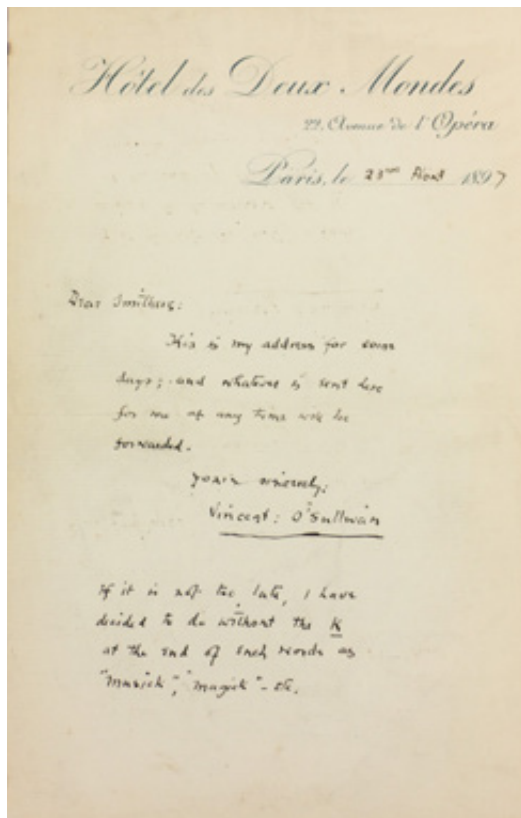 Hôtel des Deux Mondes
22, Avenue de l'Opéra
Paris, le 23me Août 1897
Dear Smithers:
This is my address for some
days; and whatever is sent here
for me at any time will be
forwarded.
Yours sincerely:
Vincent: O'Sullivan
If it is not too late, I have
decided to do without the K
at the end of such words as
"musick", "magick" - etc.